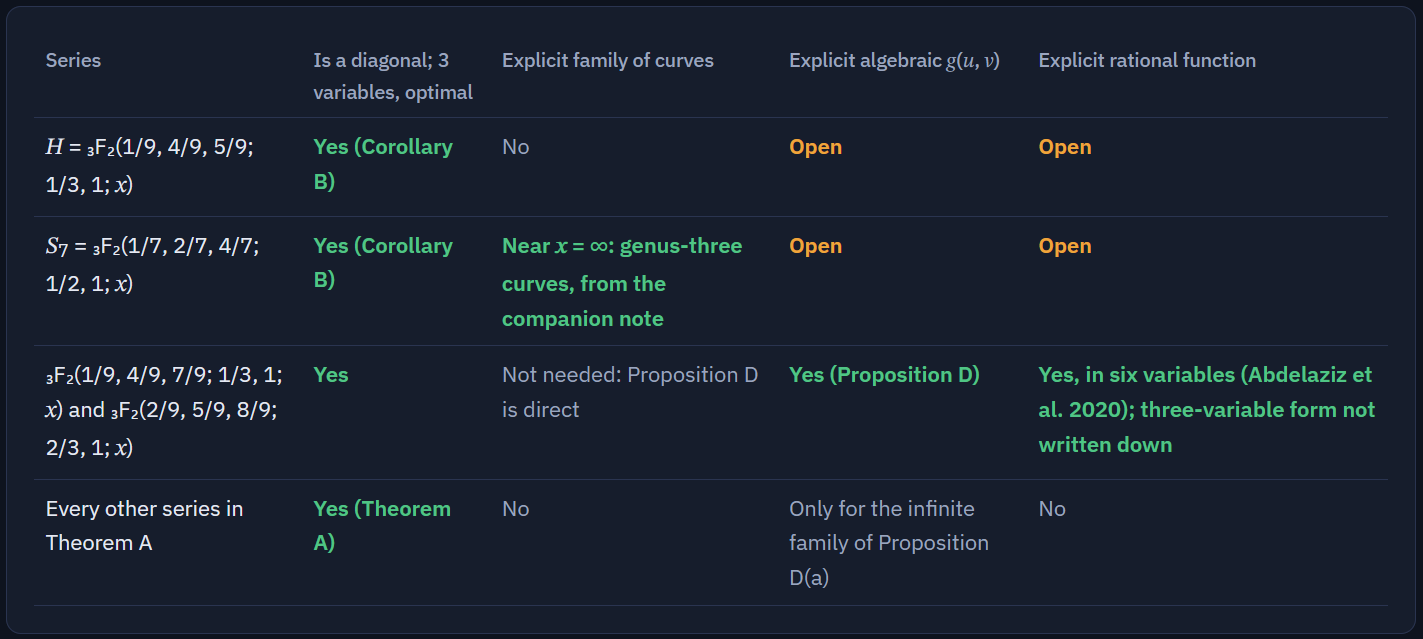 Series
Is a diagonal; 3
variables, optimal
Explicit family of curves
Explicit algebraic g(u, v)
Explicit rational function
H = ₃F₂(1/9, 4/9, 5/9;
1/3, 1; x)
Yes (Corollary
B)
No
Open
Open
S₇ = ₃F₂(1/7, 2/7, 4/7;
1/2, 1; x)
Yes (Corollary
B)
Near x = ∞: genus-three
curves, from the
companion note
Open
Open
₃F₂(1/9, 4/9, 7/9; 1/3, 1;
x) and ₃F₂(2/9, 5/9, 8/9;
2/3, 1; x)
Yes
Not needed: Proposition D
is direct
Yes (Proposition D)
Yes, in six variables (Abdelaziz et
al. 2020); three-variable form not
written down
Every other series in
Theorem A
Yes (Theorem
A)
No
Only for the infinite
family of Proposition
D(a)
No